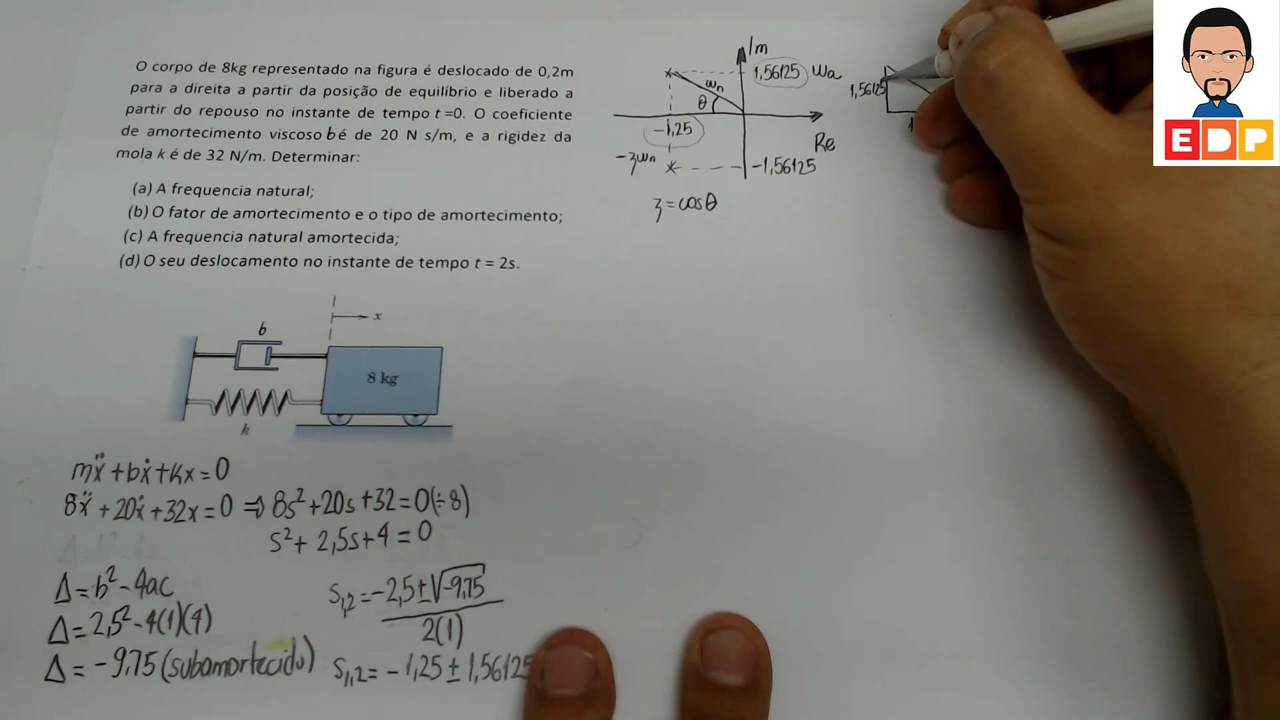 O corpo de 8kg representado na figura é deslocado de 0,2m
para a direita a partir da posição de equilíbrio e liberado a
partir do repouso no instante de tempo t =0. O coeficiente
de amortecimento viscoso b é de 20 N s/m, e a rigidez da
mola k é de 32 N/m. Determinar:
(a) A frequencia natural;
(b) O fator de amortecimento e o tipo de amortecimento;
(c) A frequencia natural amortecida;
(d) O seu deslocamento no instante de tempo t = 2s.
b
x
8 kg
k
mẍ + bẋ + kx = 0
8ẍ + 20ẋ + 32x = 0 ⇒ 8s² + 20s + 32 = 0 (÷8)
s² + 2,5s + 4 = 0
Δ = b² - 4ac
Δ = 2,5² - 4(1)(4)
Δ = -9,75 (subamortecido)
S1,2 = -2,5 ± √-9,75
2(1)
S1,2 = -1,25 ± 1,56125
Im
1,56125 ωa
ωn
θ
-1,25
Re
-ʒωn
-1,56125
ʒ = cosθ
1,56125
EDP